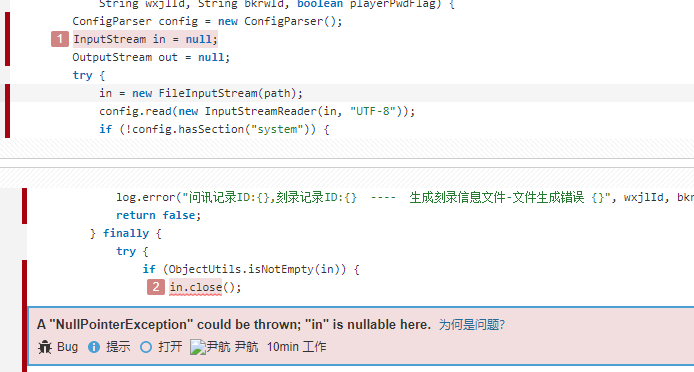 String wxjlId, String bkrwId, boolean playerPwdFlag) {
ConfigParser config = new ConfigParser();
1 InputStream in = null;
OutputStream out = null;
try {
in = new FileInputStream(path);
config.read(new InputStreamReader(in, "UTF-8"));
if (!config.hasSection("system")) {
log.error("问讯记录ID:{},刻录记录ID:{} ---- 生成刻录信息文件-文件生成错误 {}", wxjlId, bkr
return false;
} finally {
try {
if (ObjectUtils.isNotEmpty(in)) {
2 in.close();
A "NullPointerException" could be thrown; "in" is nullable here. 为何是问题?
Bug 提示 打开 尹航 尹航 10min 工作